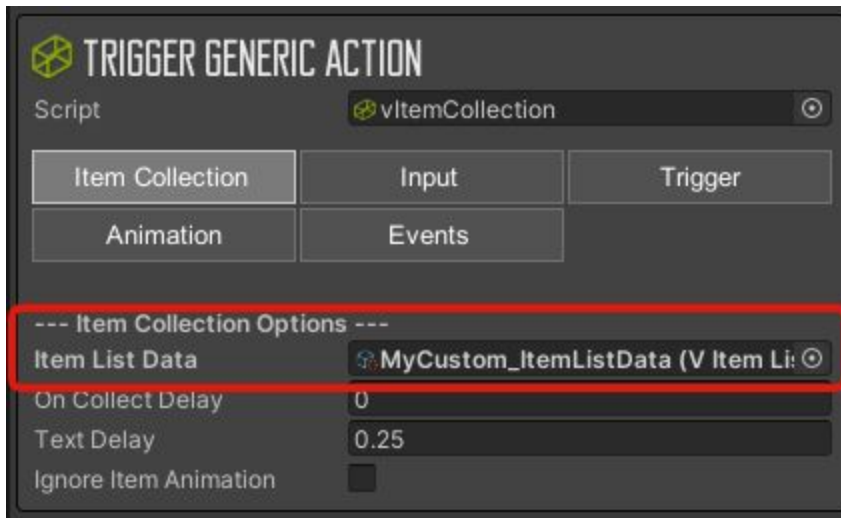 TRIGGER GENERIC ACTION
Script vItemCollection
Item Collection Input Trigger
Animation Events
--- Item Collection Options ---
Item List Data MyCustom_ItemListData (V Item Li
On Collect Delay 0
Text Delay 0.25
Ignore Item Animation